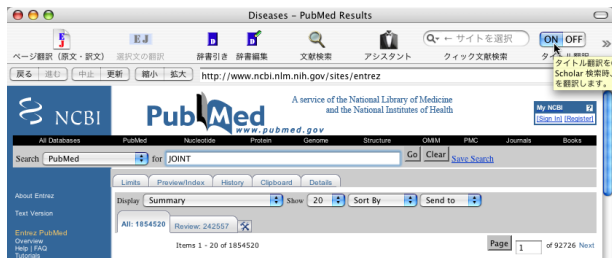 Diseases – PubMed Results
EJ
ページ翻訳(原文・訳文) 選択文の翻訳 辞書引き 辞書編集 文献検索 アシスタント クィック文献検索
Q ← サイトを選択
ON OFF
タイトル翻訳を
Scholar 検索時、
を翻訳します。
戻る 進む 中止 更新 縮小 拡大 http://www.ncbi.nlm.nih.gov/sites/entrez
NCBI
PubMed
www.pubmed.gov
A service of the National Library of Medicine
and the National Institutes of Health
My NCBI ?
[Sign In] [Register]
All Databases PubMed Nucleotide Protein Genome Structure OMIM PMC Journals Books
Search PubMed for JOINT Go Clear Save Search
Limits Preview/Index History Clipboard Details
Display Summary Show 20 Sort By Send to
All: 1854520 Review: 242557
Items 1 - 20 of 1854520 Page 1 of 92726 Next
About Entrez
Text Version
Entrez PubMed
Overview
Help | FAQ
Tutorials